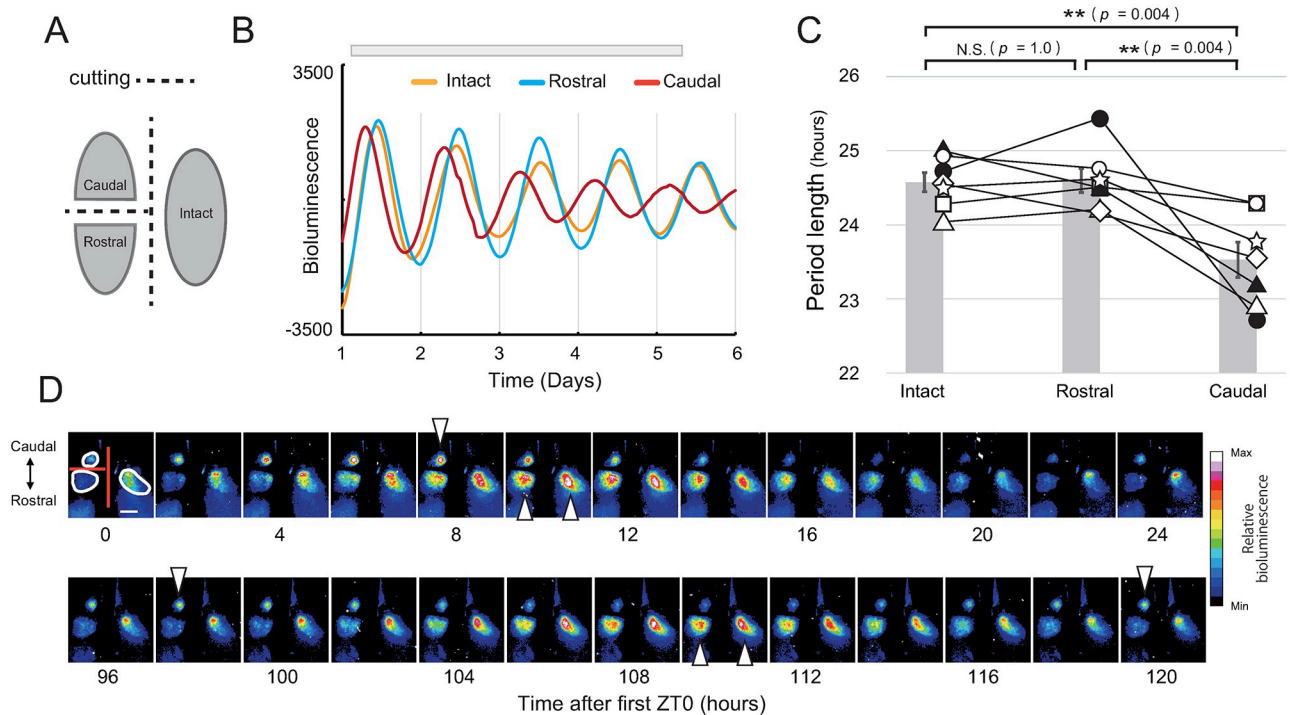 A
cutting
Caudal
Rostral
Intact
B
3500
Intact
Rostral
Caudal
Bioluminescence
-3500
1 2 3 4 5 6
Time (Days)
C
** ( p = 0.004 )
N.S. ( p = 1.0 )
** ( p = 0.004 )
26
25
24
23
22
Period length (hours)
Intact Rostral Caudal
D
Caudal
Rostral
0 4 8 12 16 20 24
Max
Relative
bioluminescence
Min
96 100 104 108 112 116 120
Time after first ZT0 (hours)